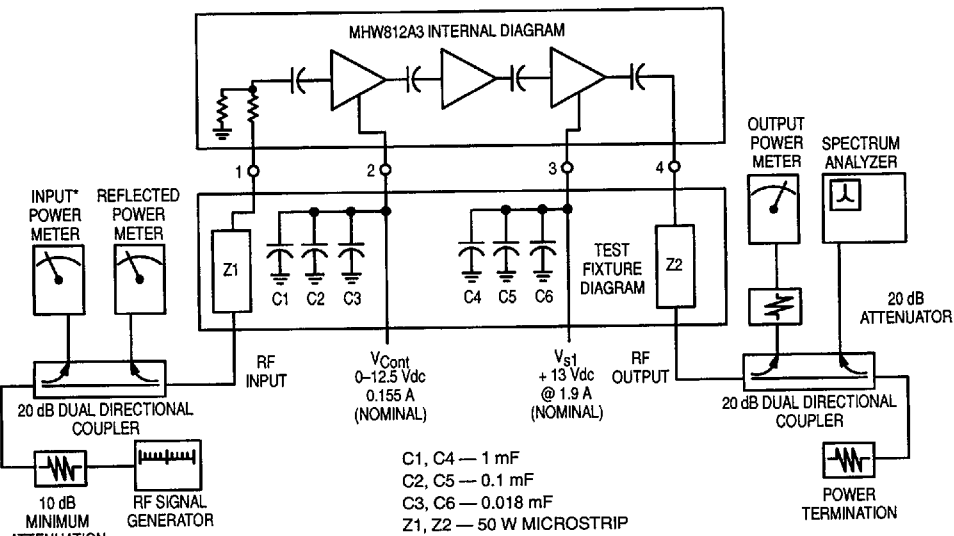 MHW812A3 INTERNAL DIAGRAM
1
2
3
4
INPUT*
POWER
METER
REFLECTED
POWER
METER
OUTPUT
POWER
METER
SPECTRUM
ANALYZER
Z1
C1
C2
C3
C4
C5
C6
TEST
FIXTURE
DIAGRAM
Z2
20 dB
ATTENUATOR
RF
INPUT
VCont
0–12.5 Vdc
0.155 A
(NOMINAL)
Vs1
+ 13 Vdc
@ 1.9 A
(NOMINAL)
RF
OUTPUT
20 dB DUAL DIRECTIONAL
COUPLER
20 dB DUAL DIRECTIONAL
COUPLER
10 dB
MINIMUM
ATTENUATION
RF SIGNAL
GENERATOR
C1, C4 — 1 mF
C2, C5 — 0.1 mF
C3, C6 — 0.018 mF
Z1, Z2 — 50 W MICROSTRIP
POWER
TERMINATION